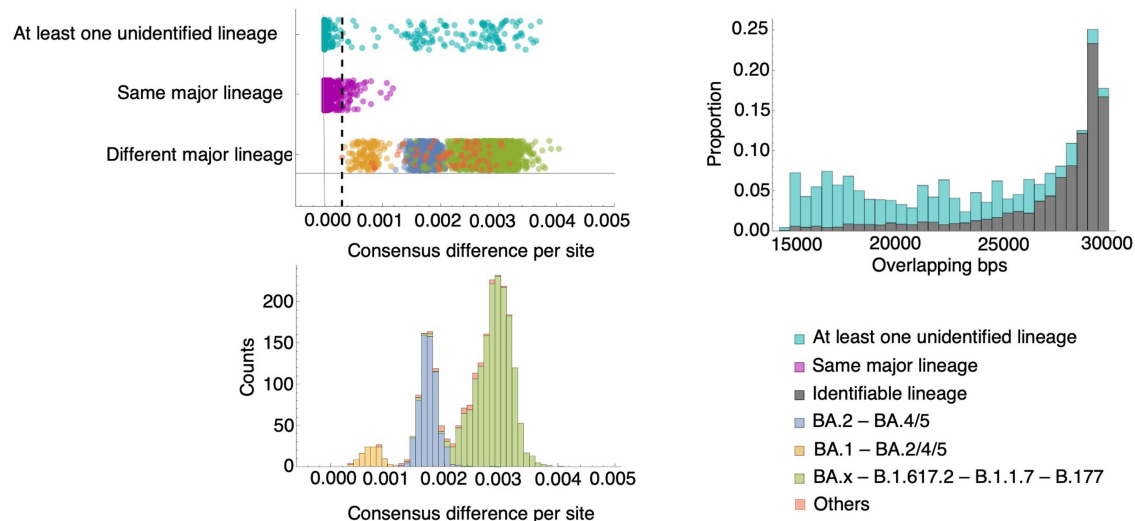 At least one unidentified lineage
Same major lineage
Different major lineage
0.000 0.001 0.002 0.003 0.004 0.005
Consensus difference per site
Proportion
0.25
0.20
0.15
0.10
0.05
0.00
15000 20000 25000 30000
Overlapping bps
Counts
200
150
100
50
0
0.000 0.001 0.002 0.003 0.004 0.005
Consensus difference per site
At least one unidentified lineage
Same major lineage
Identifiable lineage
BA.2 – BA.4/5
BA.1 – BA.2/4/5
BA.x – B.1.617.2 – B.1.1.7 – B.177
Others